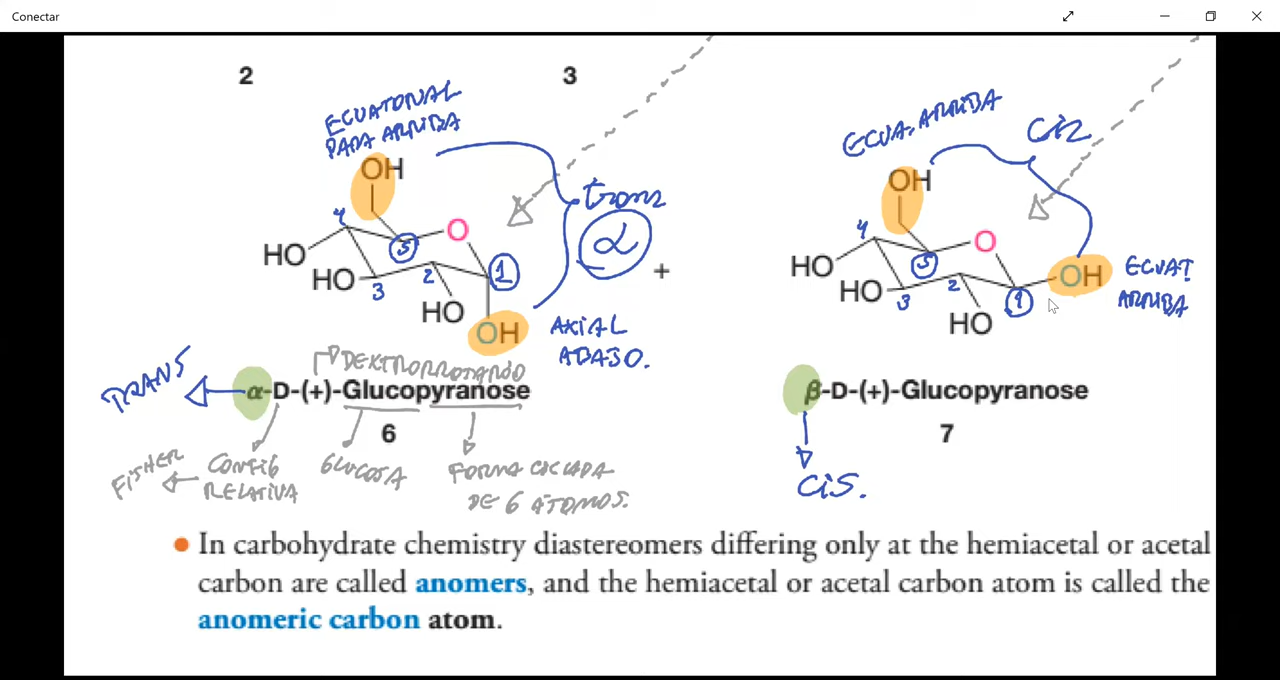 Conectar
2
3
ECUATORIAL
PARA ARRIBA
OH
4
5
O
HO
HO
3
2
1
HO
OH
trans
α
AXIAL
ABAJO.
+
ECUA. ARRIBA
Cis
OH
4
5
O
HO
HO
3
2
1
HO
OH
ECUAT
ARRIBA
TRANS
DEXTRORROTARIO
α-D-(+)-Glucopyranose
6
FISHER
CONFIG
RELATIVA
GLUCOSA
FORMA CICLADA
DE 6 ÁTOMOS.
β-D-(+)-Glucopyranose
7
CiS.
• In carbohydrate chemistry diastereomers differing only at the hemiacetal or acetal
carbon are called anomers, and the hemiacetal or acetal carbon atom is called the
anomeric carbon atom.